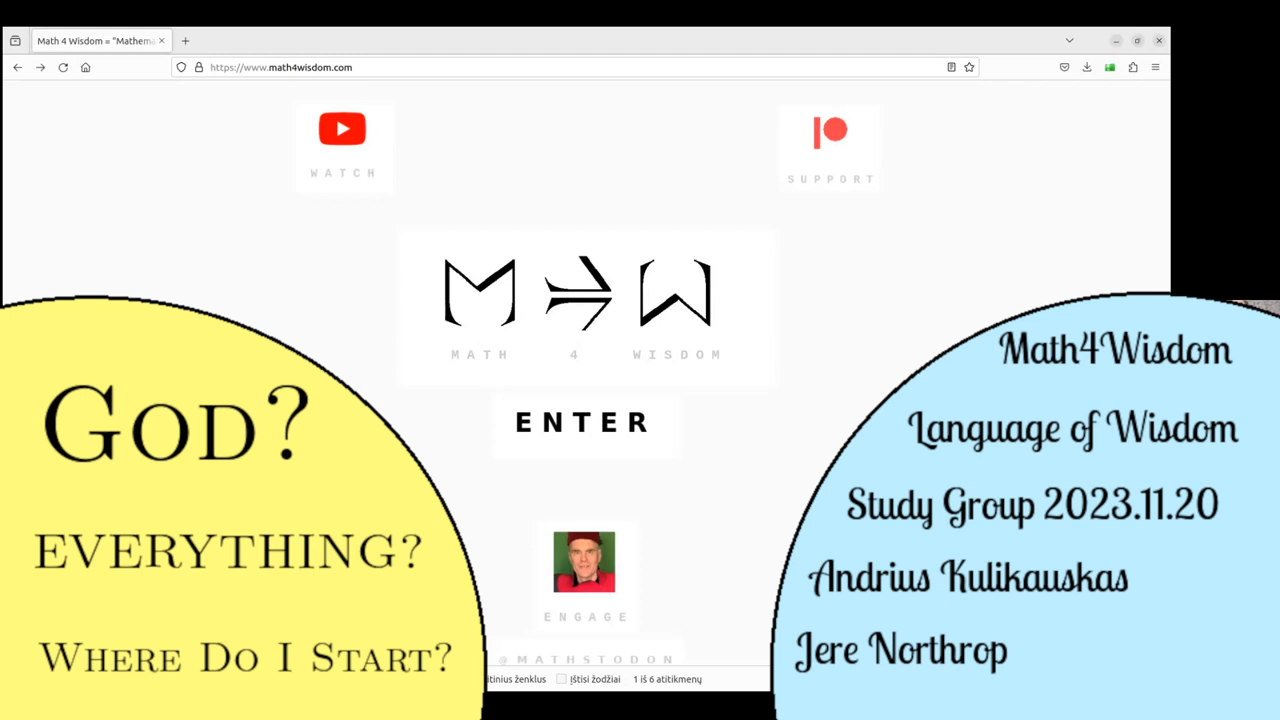 Math 4 Wisdom = "Mathema
https://www.math4wisdom.com
WATCH
SUPPORT
M W
MATH 4 WISDOM
ENTER
ENGAGE
@MATHSTODON
itinius ženklus Ištisi žodžiai 1 iš 6 atitikmenų
God?
everything?
Where Do I Start?
Math4Wisdom
Language of Wisdom
Study Group 2023.11.20
Andrius Kulikauskas
Jere Northrop